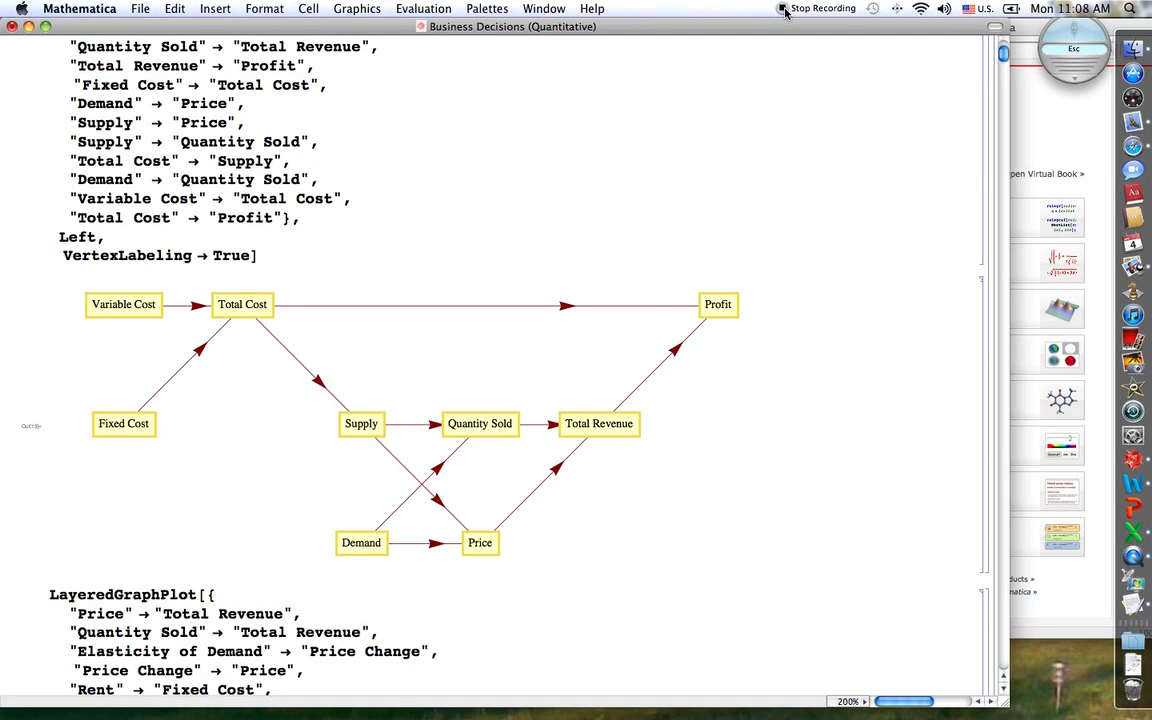 Mathematica File Edit Insert Format Cell Graphics Evaluation Palettes Window Help Stop Recording U.S. Mon 11:08 AM
Business Decisions (Quantitative)
Esc
"Quantity Sold" → "Total Revenue",
"Total Revenue" → "Profit",
"Fixed Cost" → "Total Cost",
"Demand" → "Price",
"Supply" → "Price",
"Supply" → "Quantity Sold",
"Total Cost" → "Supply",
"Demand" → "Quantity Sold",
"Variable Cost" → "Total Cost",
"Total Cost" → "Profit"},
Left,
VertexLabeling → True]
Variable Cost Total Cost Profit
Fixed Cost Supply Quantity Sold Total Revenue
Demand Price
LayeredGraphPlot[{
"Price" → "Total Revenue",
"Quantity Sold" → "Total Revenue",
"Elasticity of Demand" → "Price Change",
"Price Change" → "Price",
"Rent" → "Fixed Cost",
200%
pen Virtual Book »
ducts »
matica »